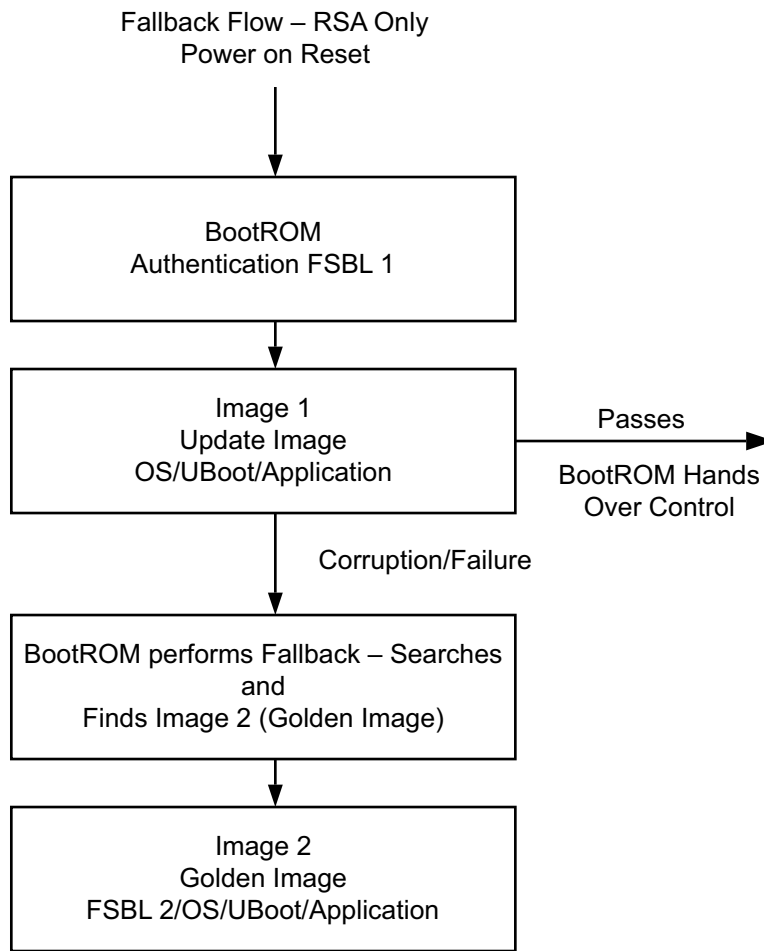 Fallback Flow – RSA Only
Power on Reset
BootROM
Authentication FSBL 1
Image 1
Update Image
OS/UBoot/Application
Passes
BootROM Hands
Over Control
Corruption/Failure
BootROM performs Fallback – Searches
and
Finds Image 2 (Golden Image)
Image 2
Golden Image
FSBL 2/OS/UBoot/Application